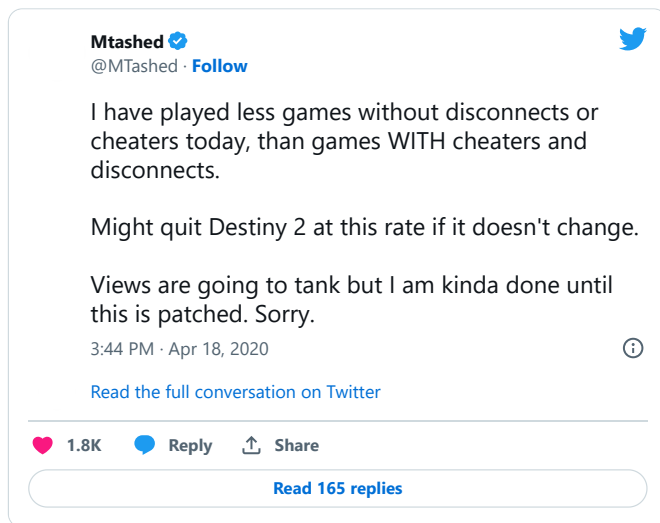 Mtashed
@MTashed · Follow
I have played less games without disconnects or
cheaters today, than games WITH cheaters and
disconnects.
Might quit Destiny 2 at this rate if it doesn't change.
Views are going to tank but I am kinda done until
this is patched. Sorry.
3:44 PM · Apr 18, 2020
Read the full conversation on Twitter
1.8K Reply Share
Read 165 replies